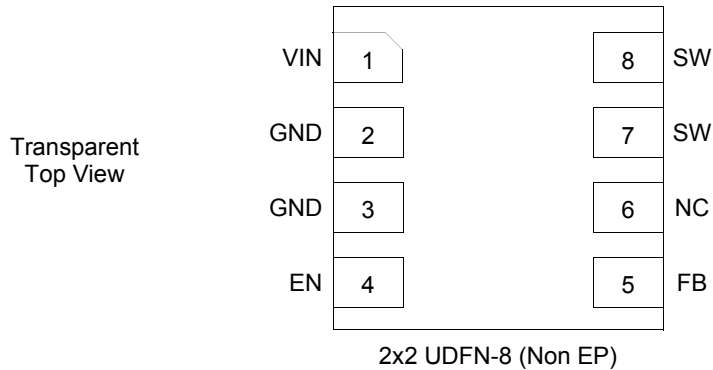 VIN 1 8 SW
GND 2 7 SW
Transparent
Top View
GND 3 6 NC
EN 4 5 FB
2x2 UDFN-8 (Non EP)